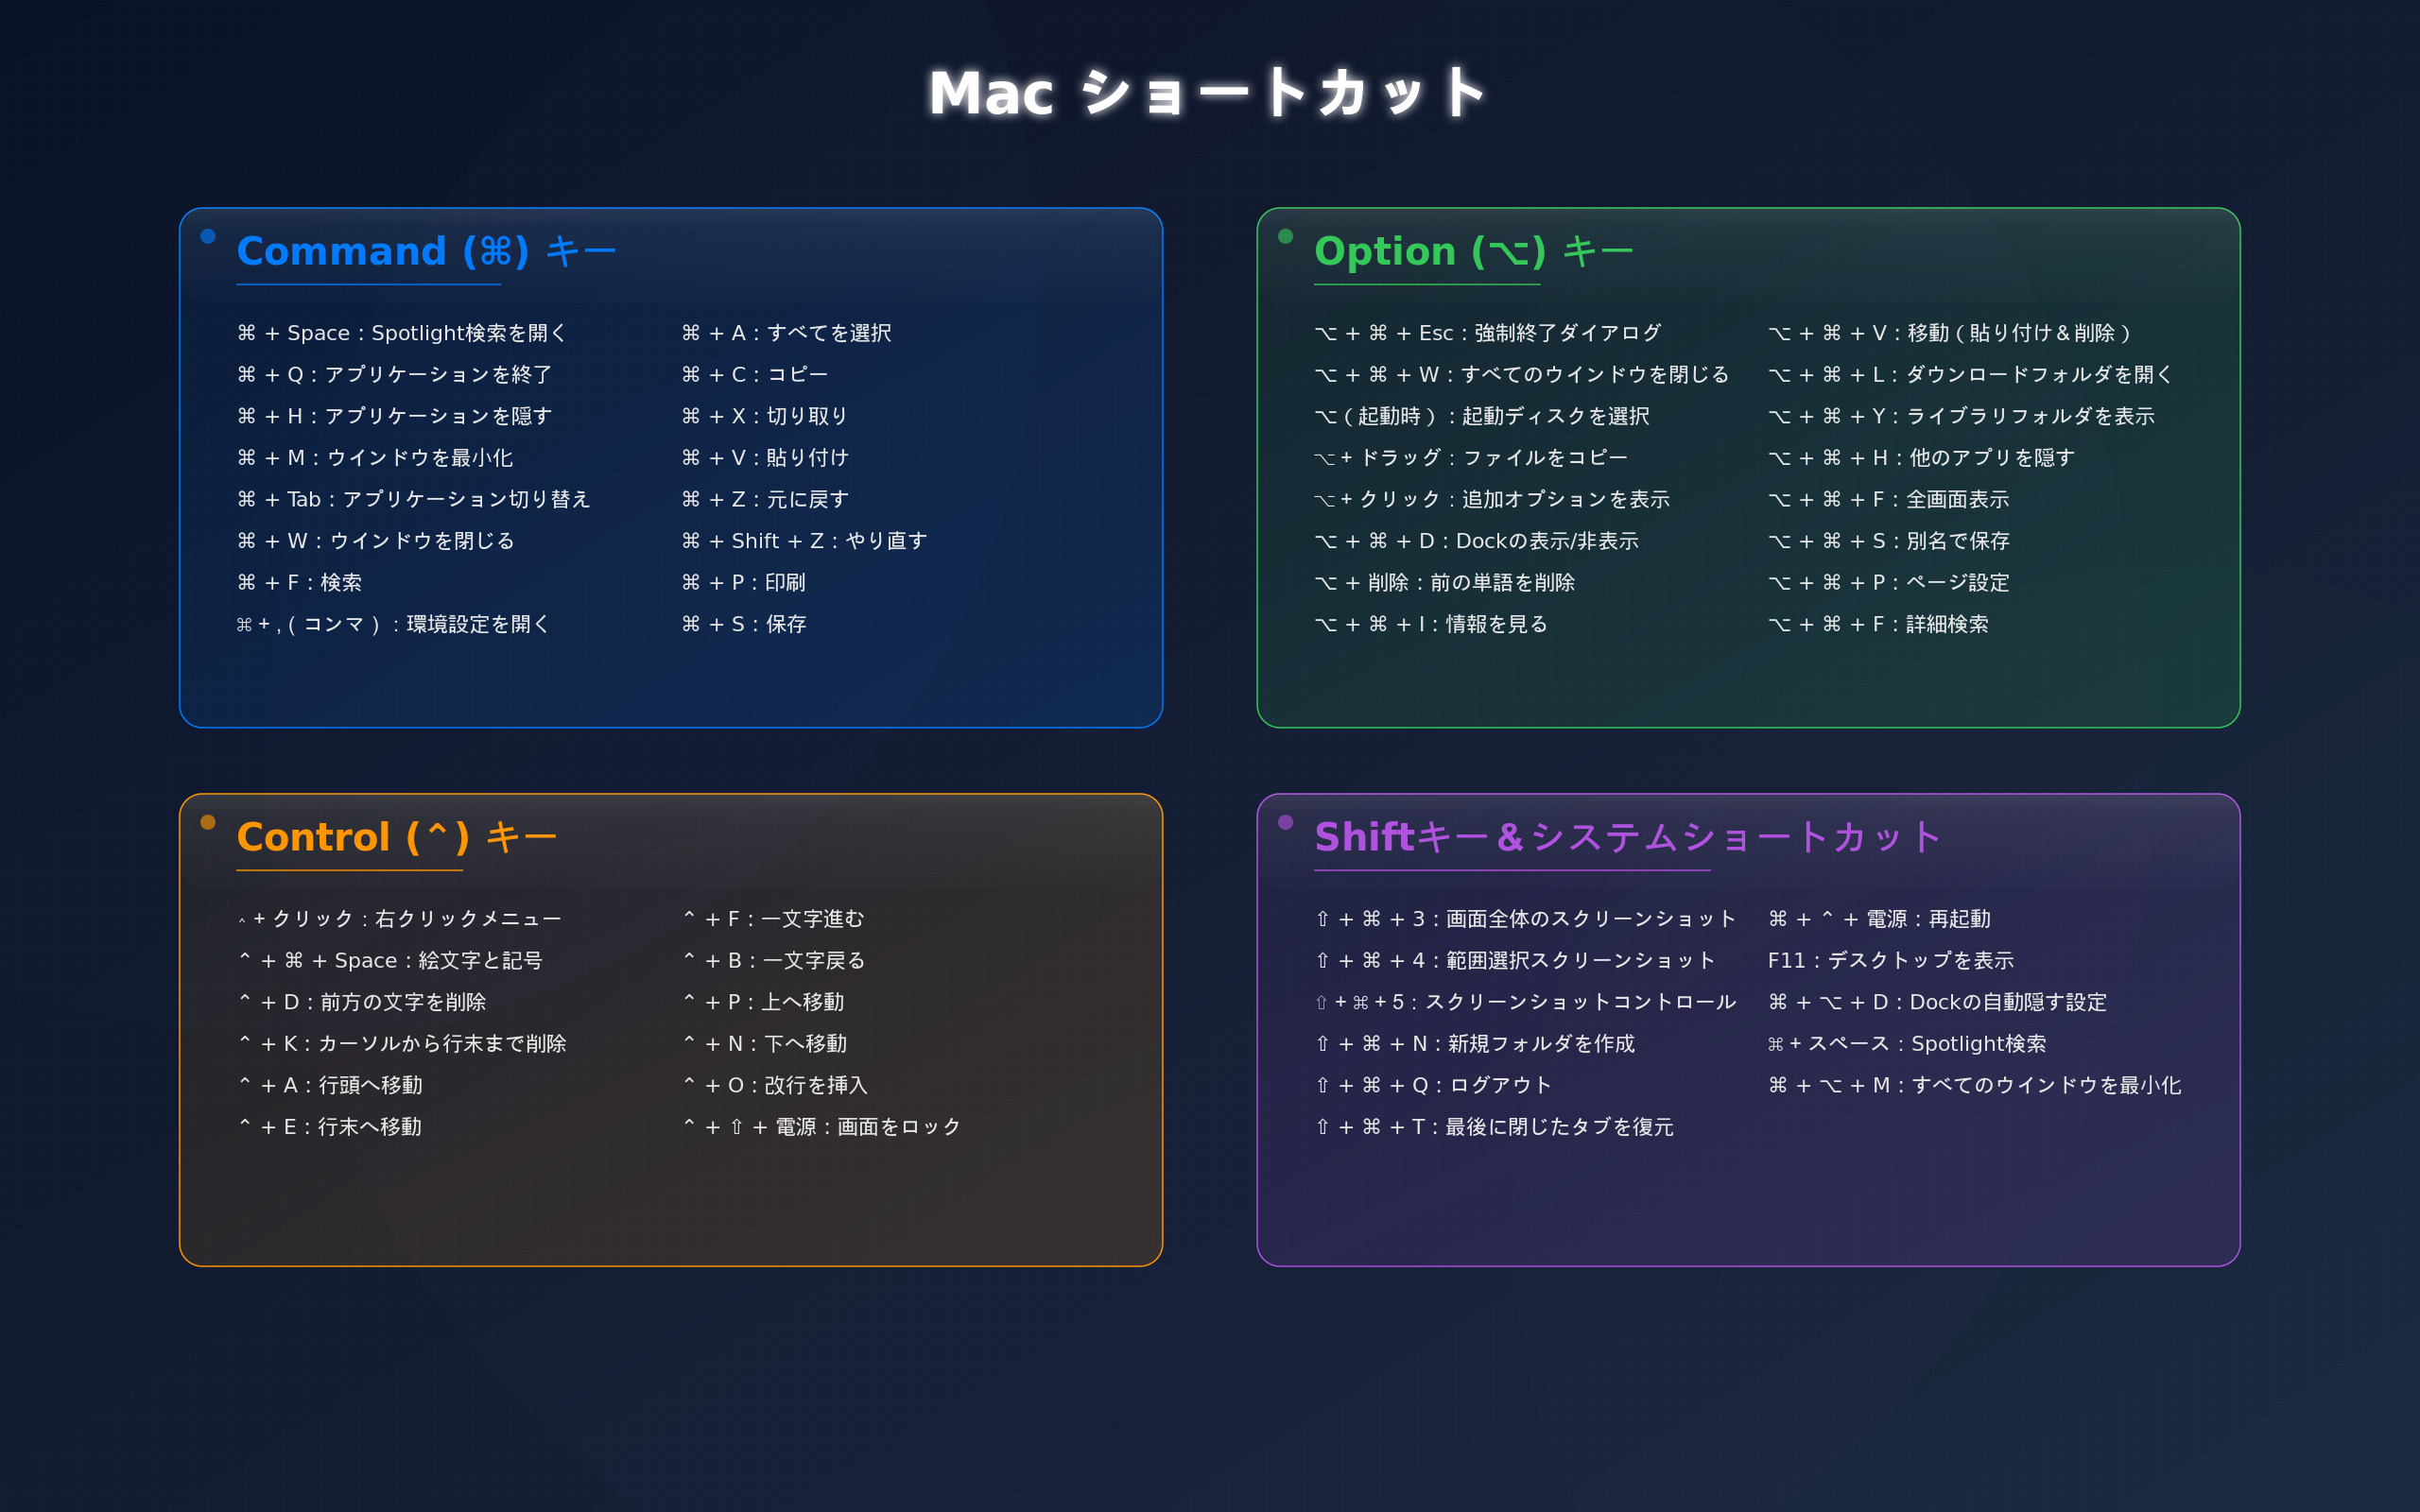 Mac ショートカット
Command (⌘) キー
⌘ + Space : Spotlight検索を開く
⌘ + Q : アプリケーションを終了
⌘ + H : アプリケーションを隠す
⌘ + M : ウインドウを最小化
⌘ + Tab : アプリケーション切り替え
⌘ + W : ウインドウを閉じる
⌘ + F : 検索
⌘ + , ( コンマ ) : 環境設定を開く
⌘ + A : すべてを選択
⌘ + C : コピー
⌘ + X : 切り取り
⌘ + V : 貼り付け
⌘ + Z : 元に戻す
⌘ + Shift + Z : やり直す
⌘ + P : 印刷
⌘ + S : 保存
Option (⌥) キー
⌥ + ⌘ + Esc : 強制終了ダイアログ
⌥ + ⌘ + W : すべてのウインドウを閉じる
⌥ ( 起動時 ) : 起動ディスクを選択
⌥ + ドラッグ : ファイルをコピー
⌥ + クリック : 追加オプションを表示
⌥ + ⌘ + D : Dockの表示/非表示
⌥ + 削除 : 前の単語を削除
⌥ + ⌘ + I : 情報を見る
⌥ + ⌘ + V : 移動 ( 貼り付け＆削除 )
⌥ + ⌘ + L : ダウンロードフォルダを開く
⌥ + ⌘ + Y : ライブラリフォルダを表示
⌥ + ⌘ + H : 他のアプリを隠す
⌥ + ⌘ + F : 全画面表示
⌥ + ⌘ + S : 別名で保存
⌥ + ⌘ + P : ページ設定
⌥ + ⌘ + F : 詳細検索
Control (⌃) キー
⌃ + クリック : 右クリックメニュー
⌃ + ⌘ + Space : 絵文字と記号
⌃ + D : 前方の文字を削除
⌃ + K : カーソルから行末まで削除
⌃ + A : 行頭へ移動
⌃ + E : 行末へ移動
⌃ + F : 一文字進む
⌃ + B : 一文字戻る
⌃ + P : 上へ移動
⌃ + N : 下へ移動
⌃ + O : 改行を挿入
⌃ + ⇧ + 電源 : 画面をロック
Shiftキー＆システムショートカット
⇧ + ⌘ + 3 : 画面全体のスクリーンショット
⇧ + ⌘ + 4 : 範囲選択スクリーンショット
⇧ + ⌘ + 5 : スクリーンショットコントロール
⇧ + ⌘ + N : 新規フォルダを作成
⇧ + ⌘ + Q : ログアウト
⇧ + ⌘ + T : 最後に閉じたタブを復元
⌘ + ⌃ + 電源 : 再起動
F11 : デスクトップを表示
⌘ + ⌥ + D : Dockの自動隠す設定
⌘ + スペース : Spotlight検索
⌘ + ⌥ + M : すべてのウインドウを最小化